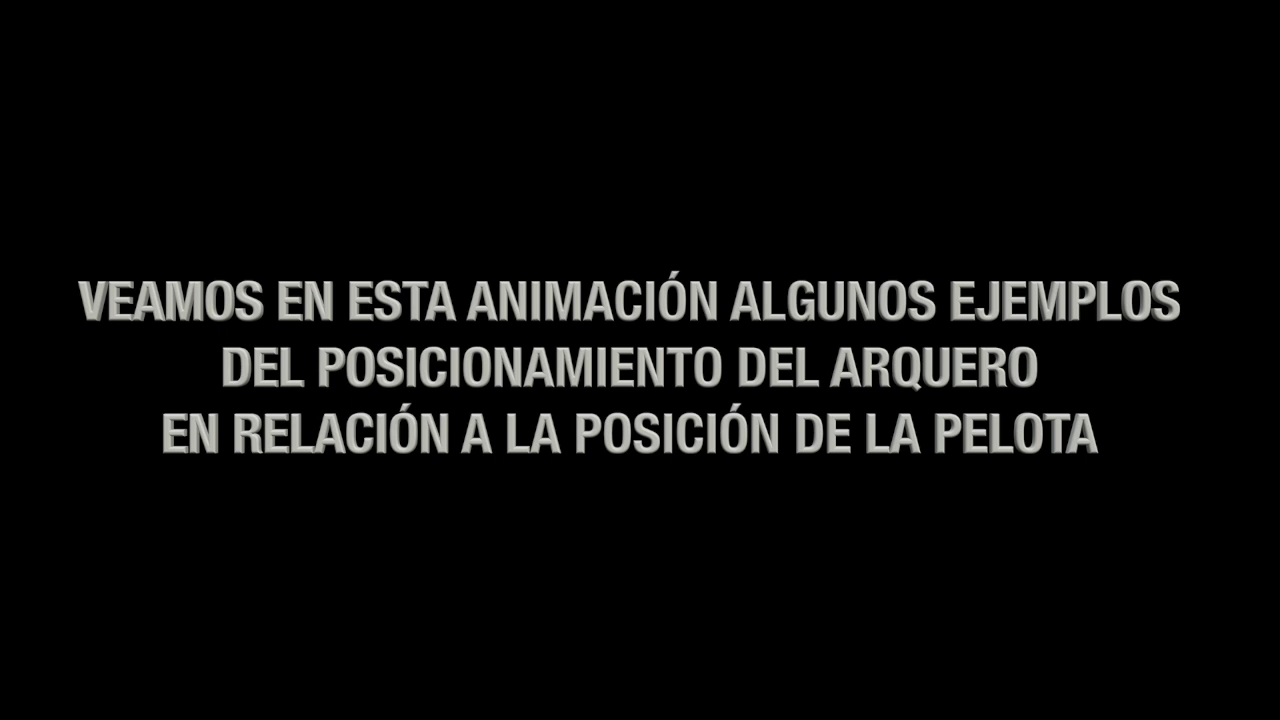 VEAMOS EN ESTA ANIMACIÓN ALGUNOS EJEMPLOS
DEL POSICIONAMIENTO DEL ARQUERO
EN RELACIÓN A LA POSICIÓN DE LA PELOTA